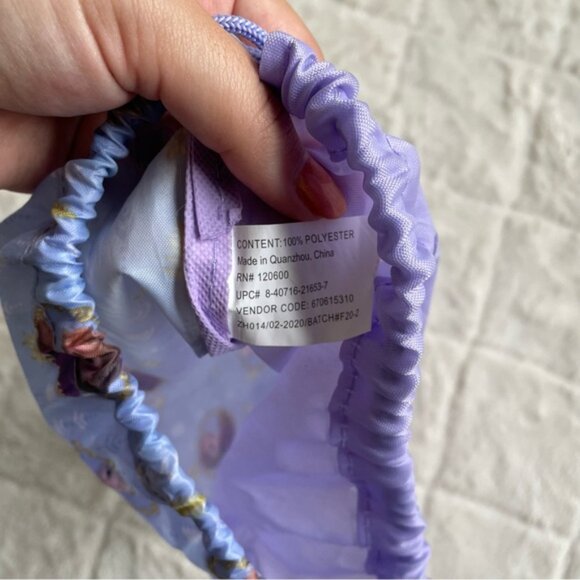 CONTENT:100% POLYESTER
Made in Quanzhou, China
RN# 120600
UPC# 8-40716-21653-7
VENDOR CODE: 670615310
ZH014/02-2020/BATCH#F20-2